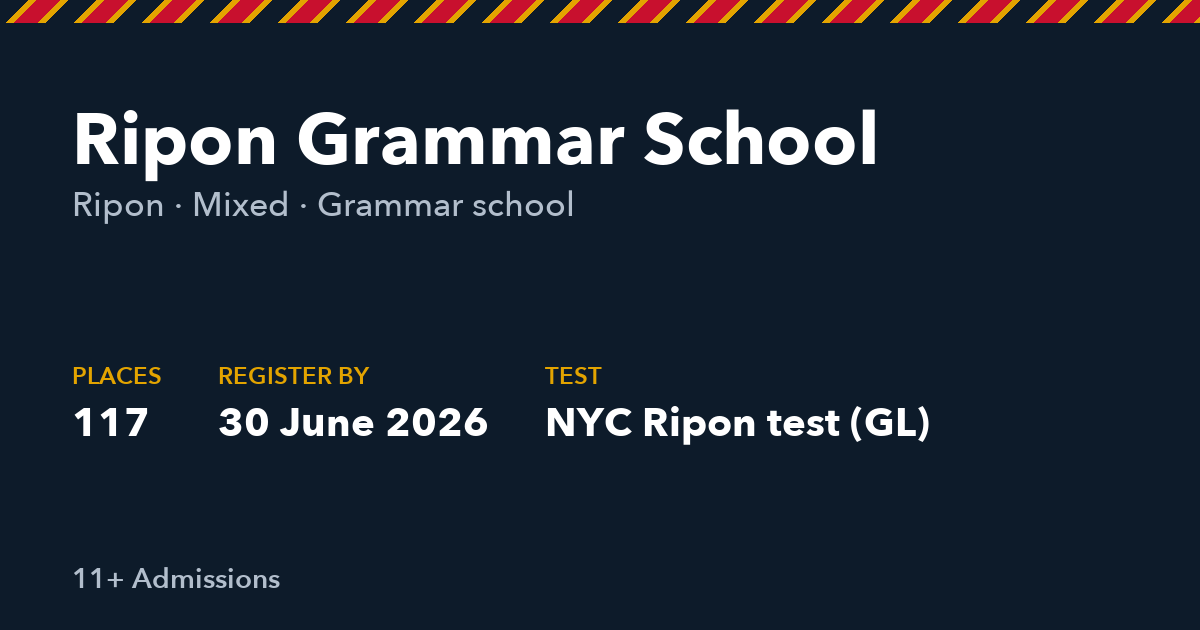 Ripon Grammar School
Ripon · Mixed · Grammar school
PLACES
117
REGISTER BY
30 June 2026
TEST
NYC Ripon test (GL)
11+ Admissions